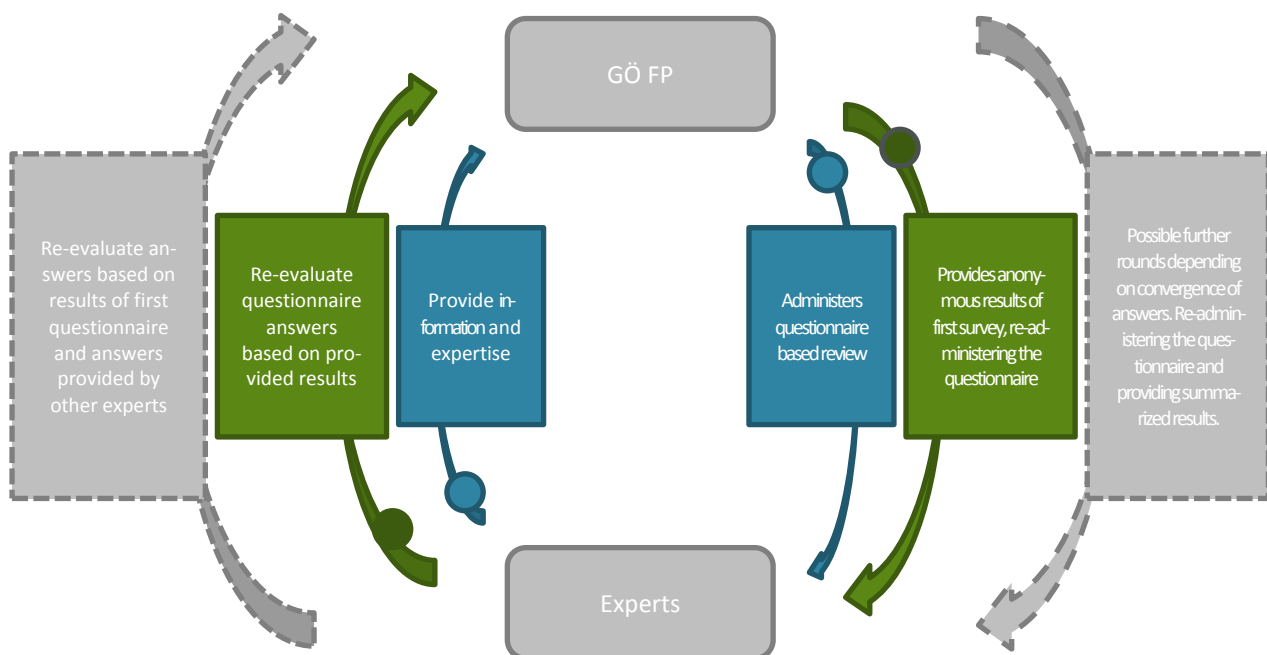 GÖ FP
Re-evaluate an-
swers based on
results of first
questionnaire
and answers
provided by
other experts
Re-evaluate
questionnaire
answers
based on pro-
vided results
Provide in-
formation and
expertise
Administers
questionnaire
based review
Provides anony-
mous results of
first survey, re-ad-
ministering the
questionnaire
Possible further
rounds depending
on convergence of
answers. Re-admin-
istering the ques-
tionnaire and
providing summa-
rized results.
Experts